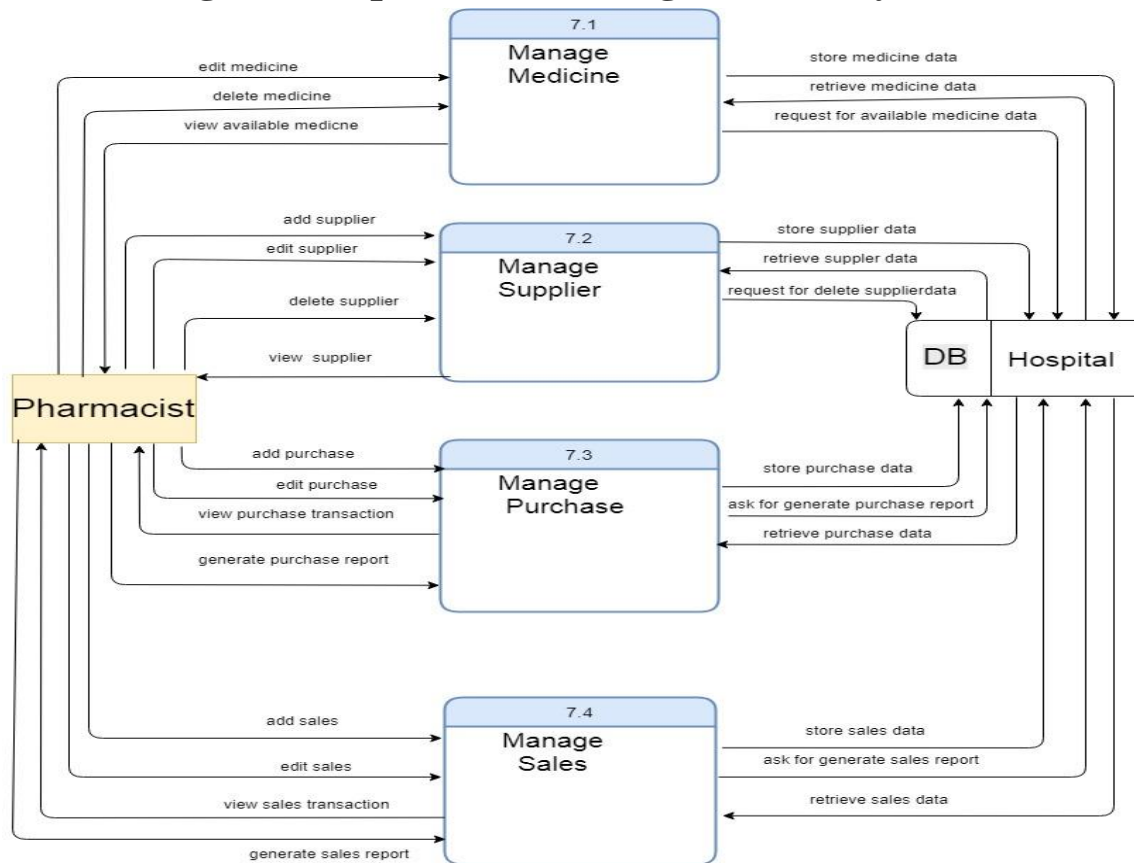 7.1
Manage
Medicine
edit medicine
delete medicine
view available medicne
store medicine data
retrieve medicine data
request for available medicine data
7.2
Manage
Supplier
add supplier
edit supplier
delete supplier
view supplier
store supplier data
retrieve suppler data
request for delete supplierdata
Pharmacist
DB
Hospital
7.3
Manage
Purchase
add purchase
edit purchase
view purchase transaction
generate purchase report
store purchase data
ask for generate purchase report
retrieve purchase data
7.4
Manage
Sales
add sales
edit sales
view sales transaction
generate sales report
store sales data
ask for generate sales report
retrieve sales data